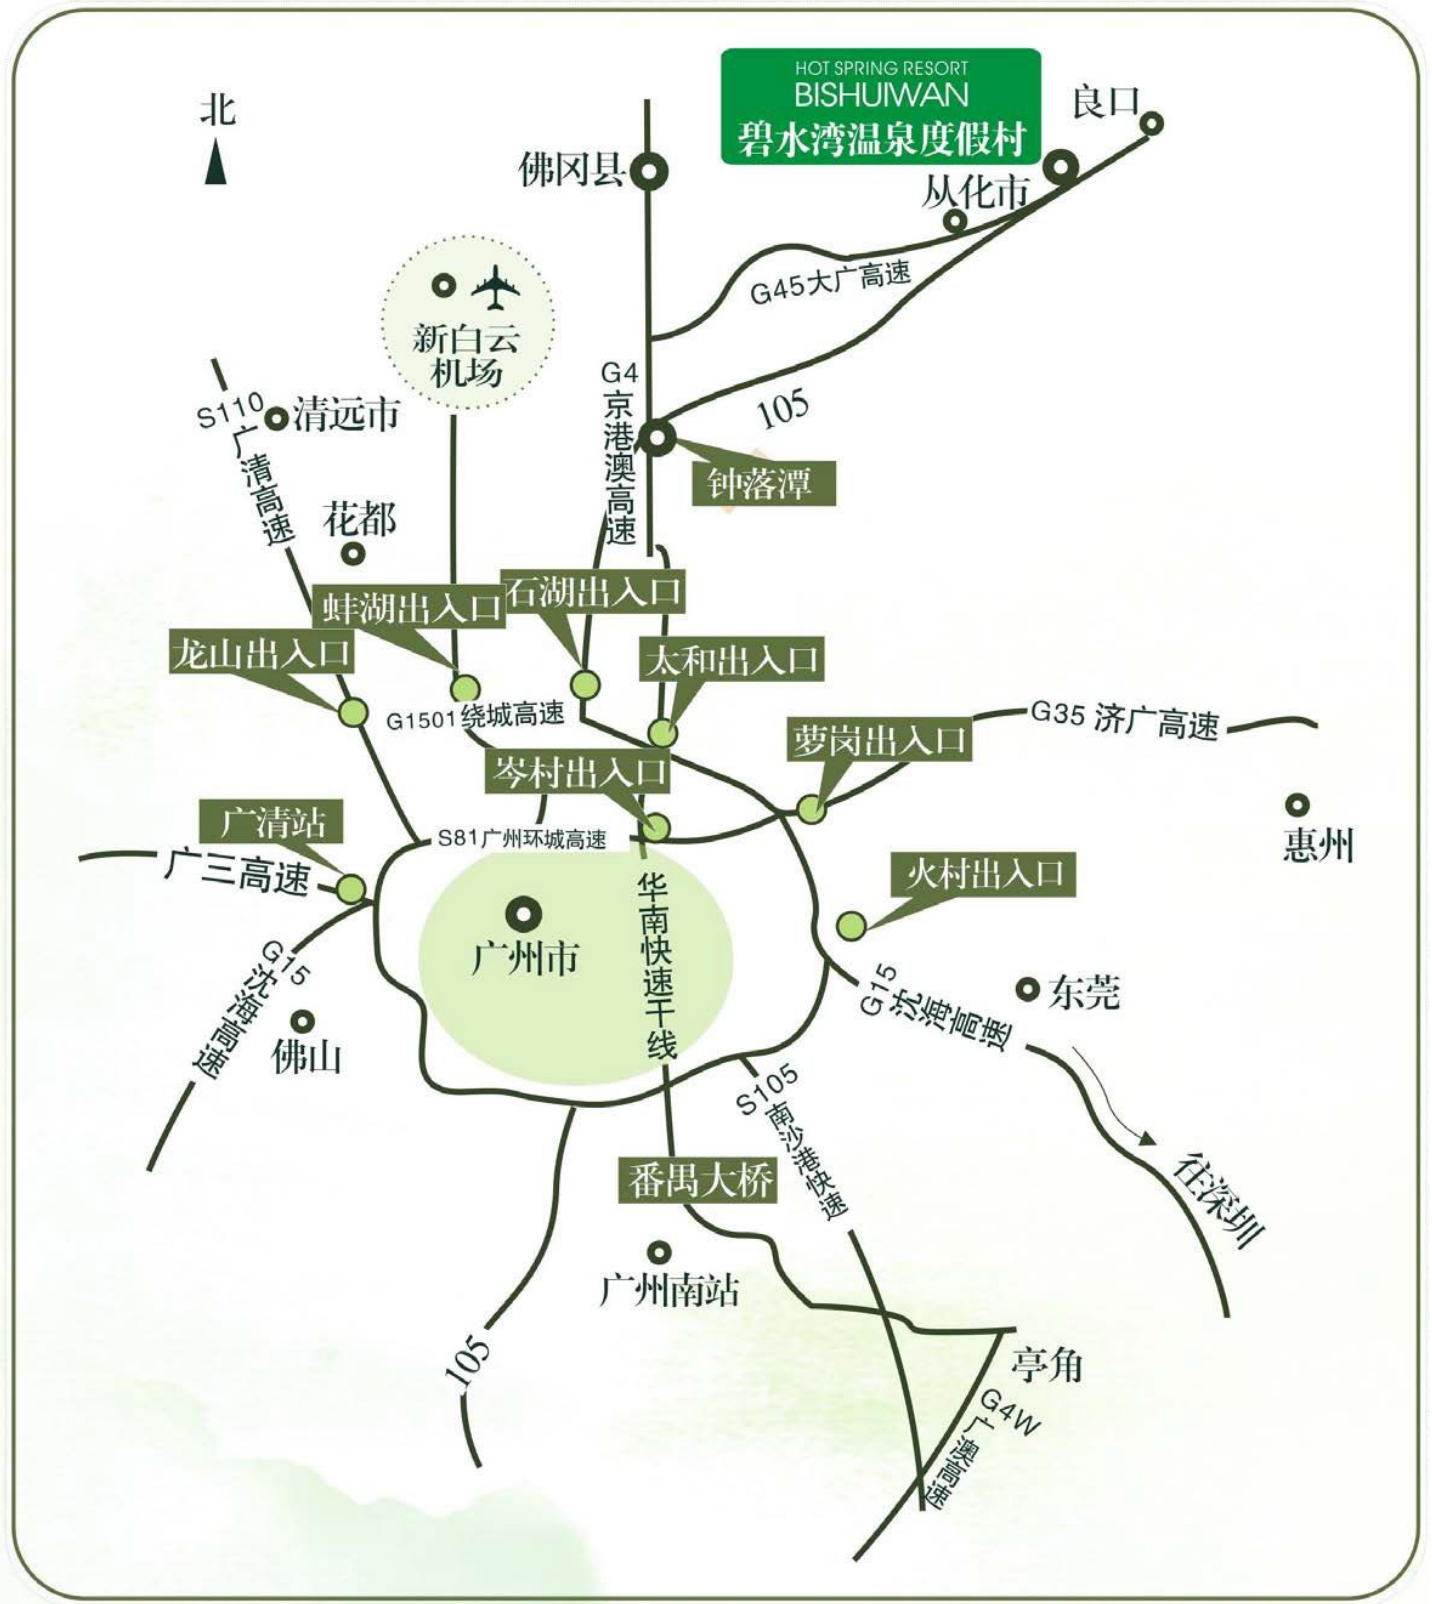 HOT SPRING RESORT
BISHUIWAN
碧水湾温泉度假村
北
良口
佛冈县
从化市
G45大广高速
新白云
机场
G4
京港澳高速
105
S110
广清高速
清远市
钟落潭
花都
蚌湖出入口
石湖出入口
龙山出入口
太和出入口
G1501绕城高速
G35 济广高速
萝岗出入口
岑村出入口
广清站
S81广州环城高速
惠州
广三高速
华南快速干线
火村出入口
广州市
G15
沈海高速
G15
沈海高速
东莞
佛山
S105
南沙港快速
番禺大桥
往深圳
广州南站
105
亭角
G4W
广澳高速